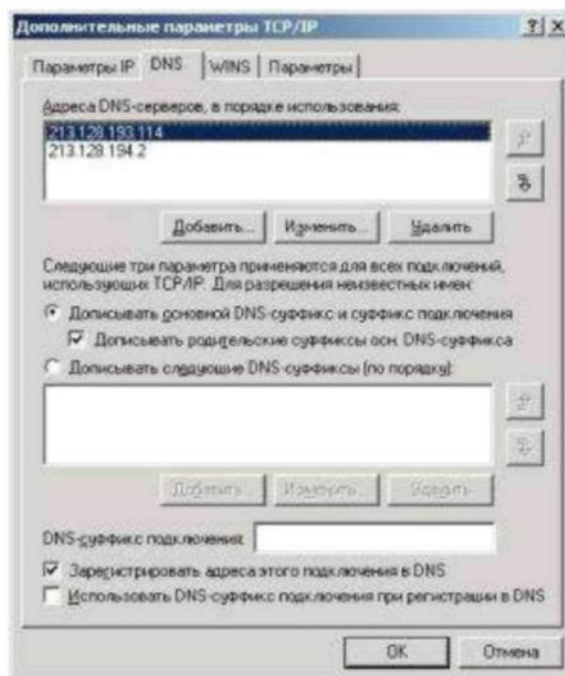 Дополнительные параметры TCP/IP
Параметры IP DNS WINS Параметры
Адреса DNS-серверов, в порядке использования:
213.128.193.114
213.128.194.2
Добавить... Изменить... Удалить
Следующие три параметра применяются для всех подключений,
использующих TCP/IP. Для разрешения неизвестных имен:
Дописывать основной DNS-суффикс и суффикс подключения
Дописывать родительские суффиксы осн. DNS-суффикса
Дописывать следующие DNS-суффиксы (по порядку):
Добавить... Изменить... Удалить
DNS-суффикс подключения:
Зарегистрировать адреса этого подключения в DNS
Использовать DNS-суффикс подключения при регистрации в DNS
OK Отмена